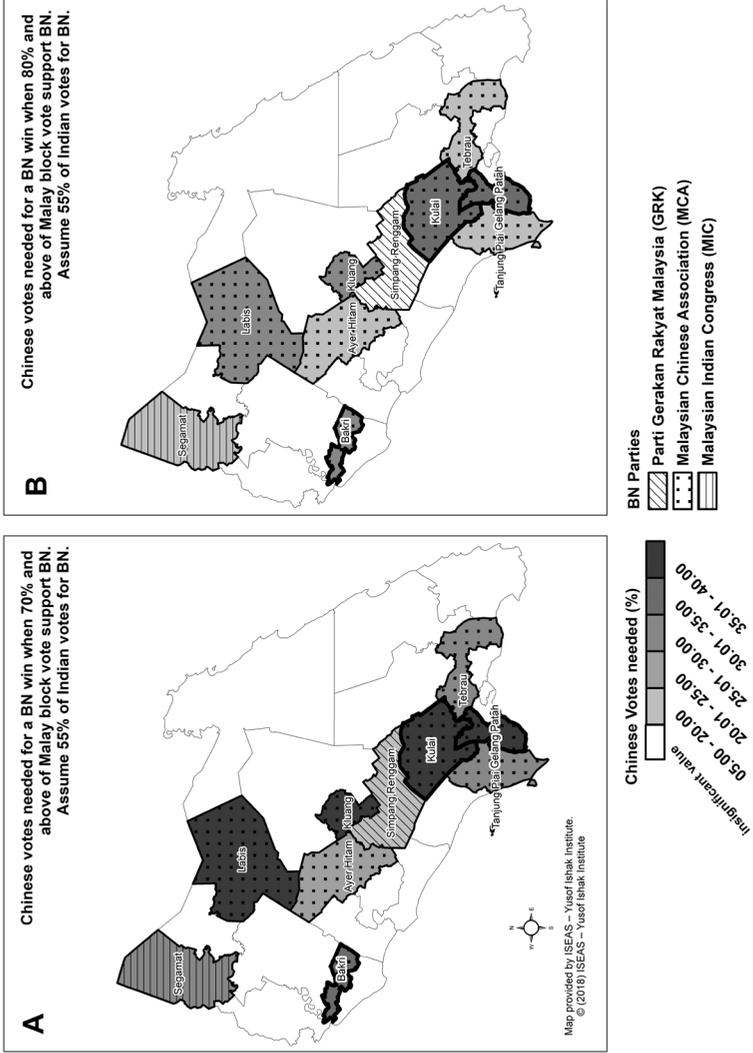 A
Chinese votes needed for a BN win when 70% and
above of Malay block vote support BN.
Assume 55% of Indian votes for BN.
Segamat
Labis
Bakri
Ayer Hitam
Kluang
Simpang Renggam
Kulai
Tebrau
Tanjung Piai
Gelang Patah
N
W
E
S
Map provided by ISEAS – Yusof Ishak Institute.
© (2018) ISEAS – Yusof Ishak Institute
B
Chinese votes needed for a BN win when 80% and
above of Malay block vote support BN.
Assume 55% of Indian votes for BN.
Segamat
Labis
Bakri
Ayer Hitam
Kluang
Simpang Renggam
Kulai
Tebrau
Tanjung Piai
Gelang Patah
Chinese Votes needed (%)
Insignificant value
05.00 - 20.00
20.01 - 25.00
25.01 - 30.00
30.01 - 35.00
35.01 - 40.00
BN Parties
Parti Gerakan Rakyat Malaysia (GRK)
Malaysian Chinese Association (MCA)
Malaysian Indian Congress (MIC)